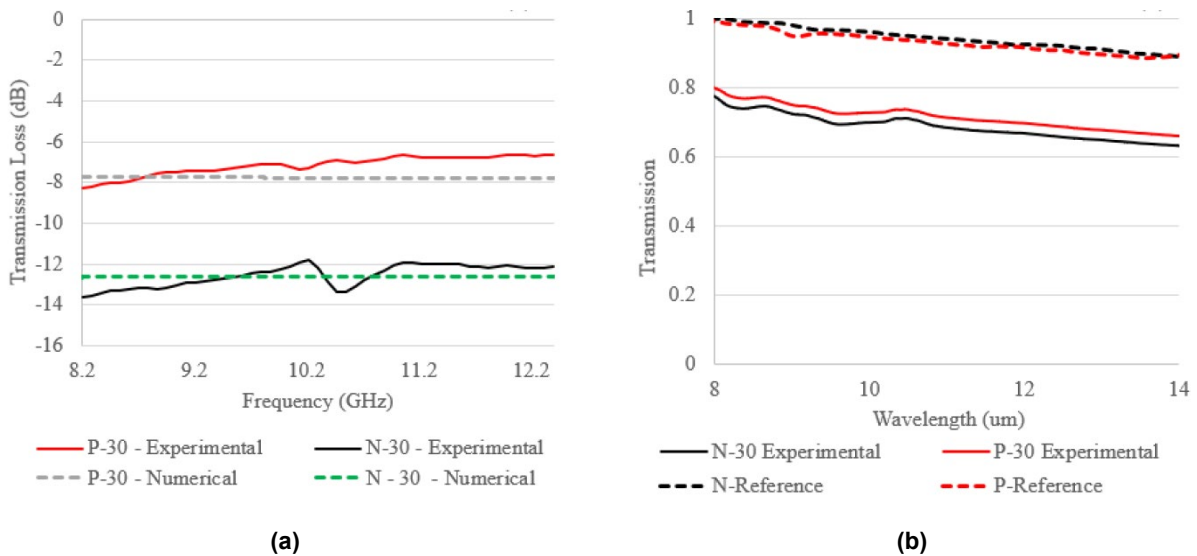 0
-2
-4
-6
-8
-10
-12
-14
-16
Transmission Loss (dB)
8.2 9.2 10.2 11.2 12.2
Frequency (GHz)
P-30 - Experimental N-30 - Experimental
P-30 - Numerical N - 30 - Numerical
(a)
1
0.8
0.6
0.4
0.2
0
Transmission
8 10 12 14
Wavelength (um)
N-30 Experimental P-30 Experimental
N-Reference P-Reference
(b)